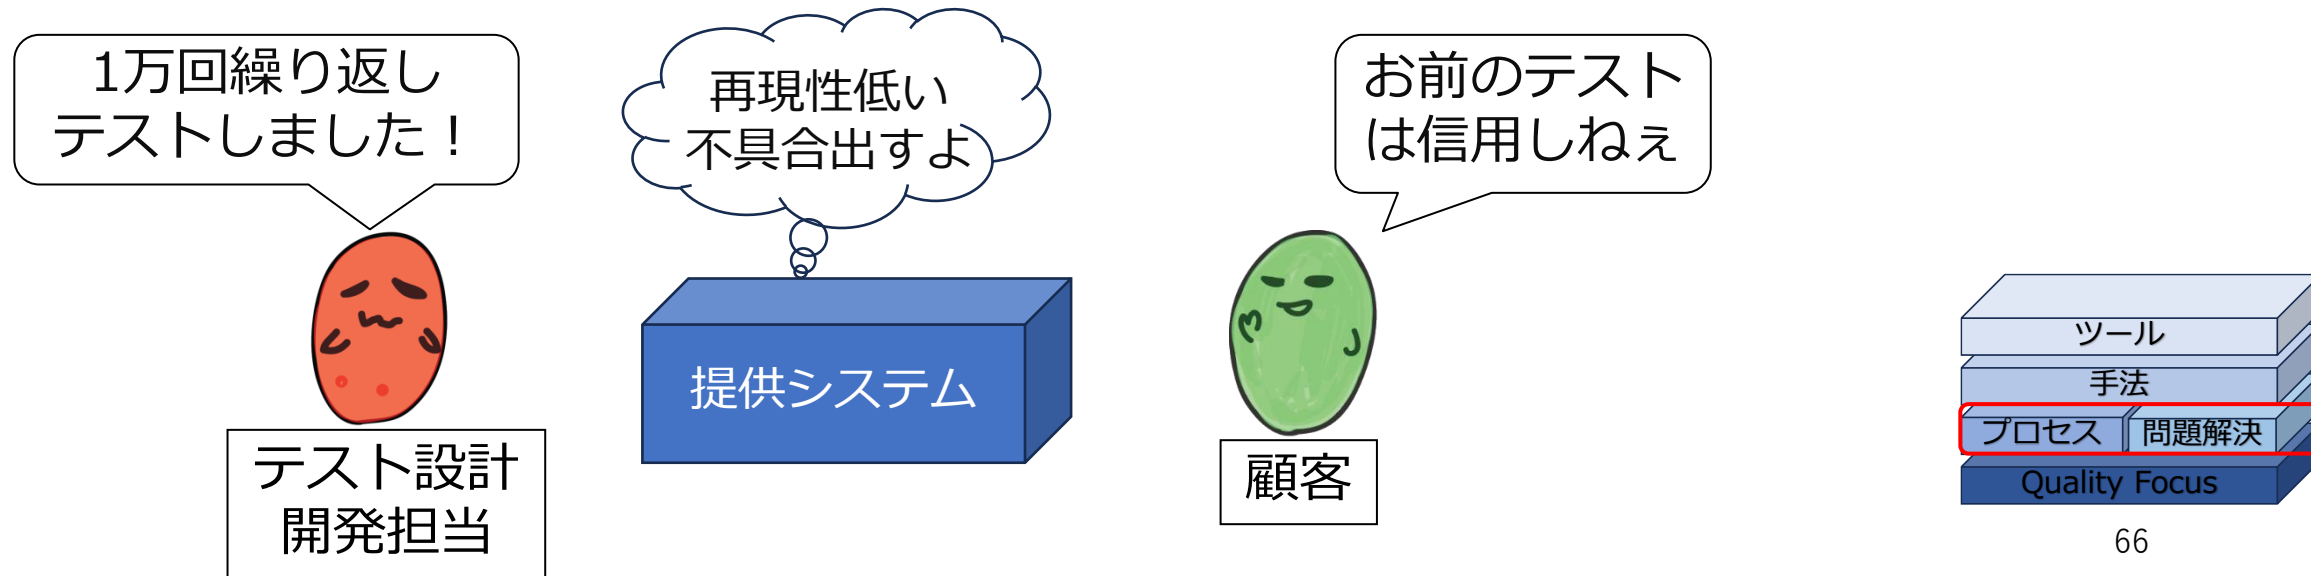 1万回繰り返し
テストしました！
再現性低い
不具合出すよ
お前のテスト
は信用しねぇ
提供システム
テスト設計
開発担当
顧客
ツール
手法
プロセス
問題解決
Quality Focus
66